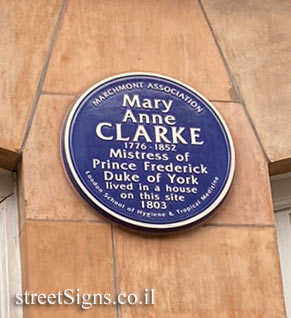 MARCHMONT ASSOCIATION
Mary
Anne
CLARKE
1776-1852
Mistress of
Prince Frederick
Duke of York
lived in a house
on this site
1803
London School of Hygiene & Tropical Medicine
streetSigns.co.il